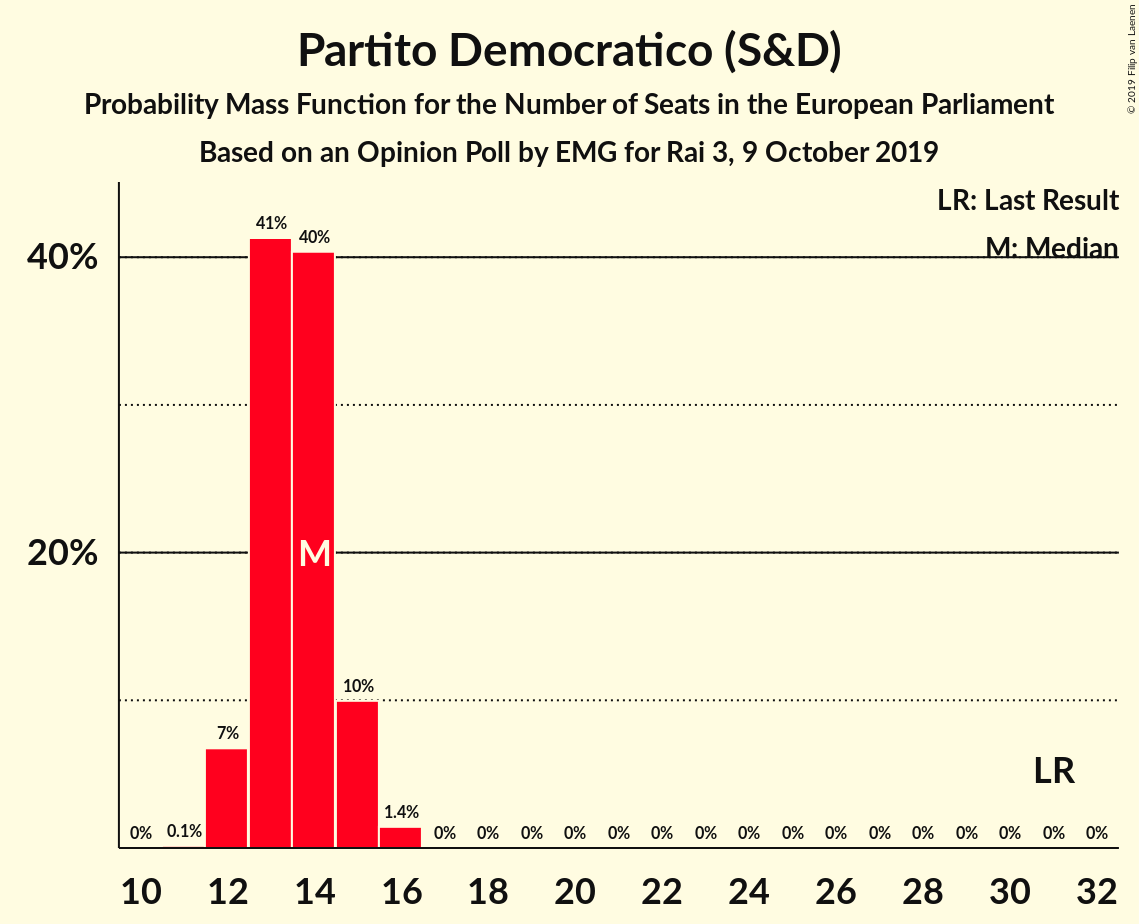 Partito Democratico (S&D)
Probability Mass Function for the Number of Seats in the European Parliament
Based on an Opinion Poll by EMG for Rai 3, 9 October 2019
© 2019 Filip van Laenen
LR: Last Result
M: Median
40%
20%
41%
40%
M
10%
7%
LR
0%
0.1%
1.4%
0% 0% 0% 0% 0% 0% 0% 0% 0% 0% 0% 0% 0% 0% 0% 0%
10 12 14 16 18 20 22 24 26 28 30 32